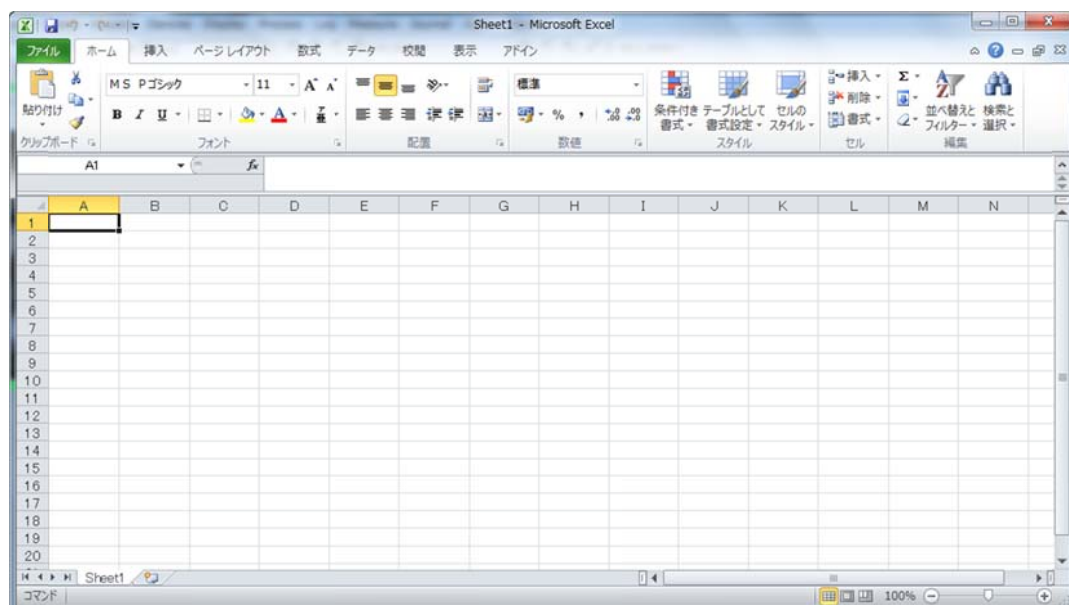 Sheet1 - Microsoft Excel
ファイル ホーム 挿入 ページ レイアウト 数式 データ 校閲 表示 アドイン
貼り付け
MS Pゴシック 11
B I U
標準
% ,
条件付き書式
テーブルとして書式設定
セルのスタイル
挿入
削除
書式
Σ
並べ替えとフィルター
検索と選択
クリップボード フォント 配置 数値 スタイル セル 編集
A1 fx
A B C D E F G H I J K L M N
1
2
3
4
5
6
7
8
9
10
11
12
13
14
15
16
17
18
19
20
Sheet1
コマンド 100%